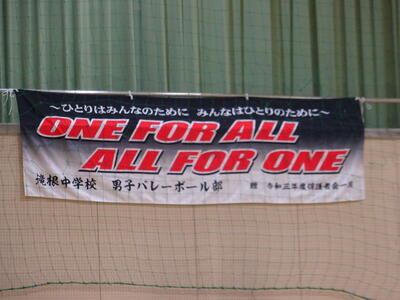 ～ひとりはみんなのために みんなはひとりのために～
ONE FOR ALL
ALL FOR ONE
滝根中学校 男子バレーボール部 贈 令和三年度保護者会一同